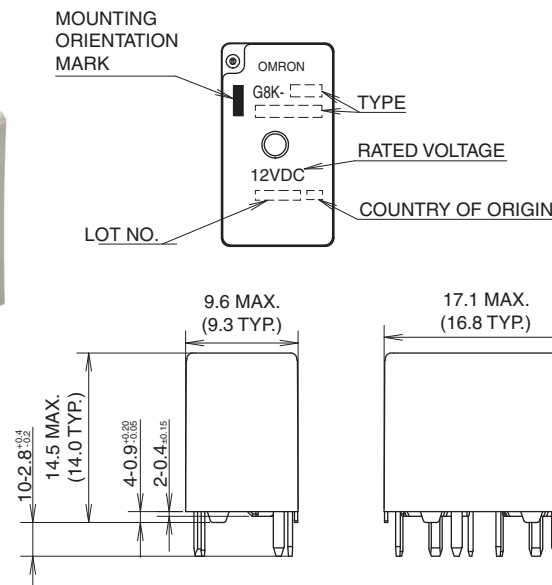 MOUNTING
ORIENTATION
MARK
OMRON
G8K-
TYPE
RATED VOLTAGE
12VDC
COUNTRY OF ORIGIN
LOT NO.
9.6 MAX.
(9.3 TYP.)
17.1 MAX.
(16.8 TYP.)
14.5 MAX.
(14.0 TYP.)
10-2.8 +0.4 -0.2
4-0.9 +0.20 -0.05
2-0.4 ±0.15